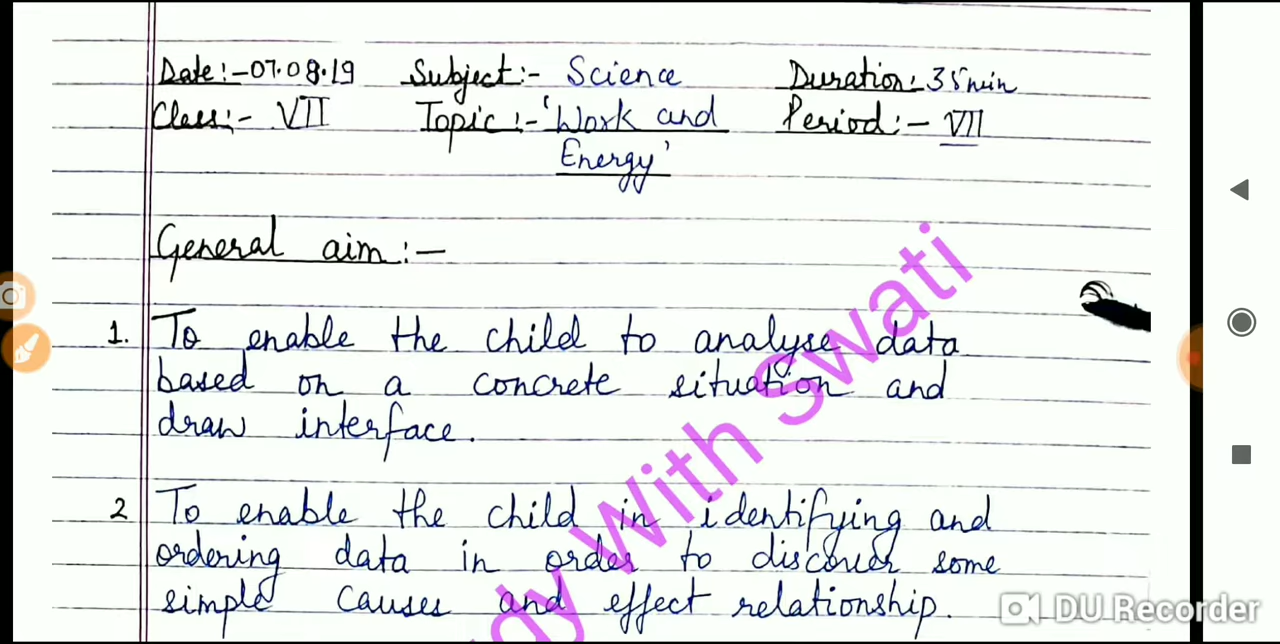 Date:-07.08.19 Subject:- Science Duration:- 35min
Class:- VII Topic:- 'Work and Period:- VII
Energy'
General aim:-
1. To enable the child to analyse data
based on a concrete situation and
draw interface.
2 To enable the child in identifying and
ordering data in order to discover some
simple causes and effect relationship.
dy With Swati
DU Recorder